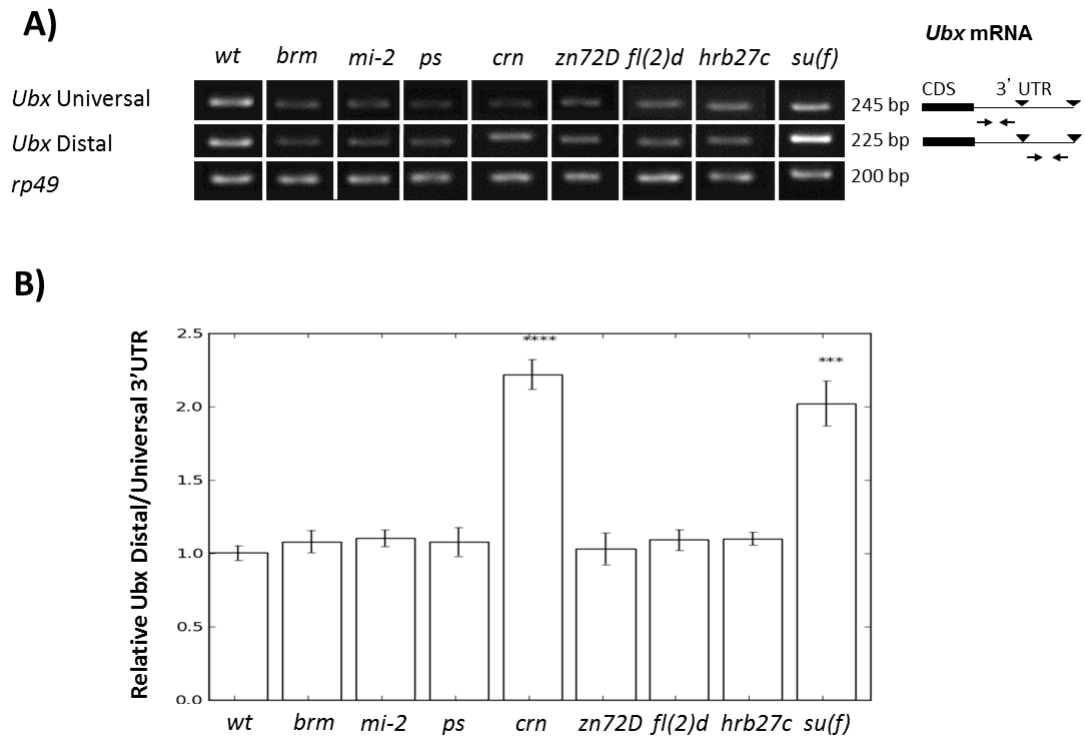 A)
Ubx mRNA
wt brm mi-2 ps crn zn72D fl(2)d hrb27c su(f)
Ubx Universal
245 bp
CDS 3' UTR
Ubx Distal
225 bp
rp49
200 bp
B)
Relative Ubx Distal/Universal 3'UTR
2.5
2.0
1.5
1.0
0.5
0.0
****
***
wt brm mi-2 ps crn zn72D fl(2)d hrb27c su(f)